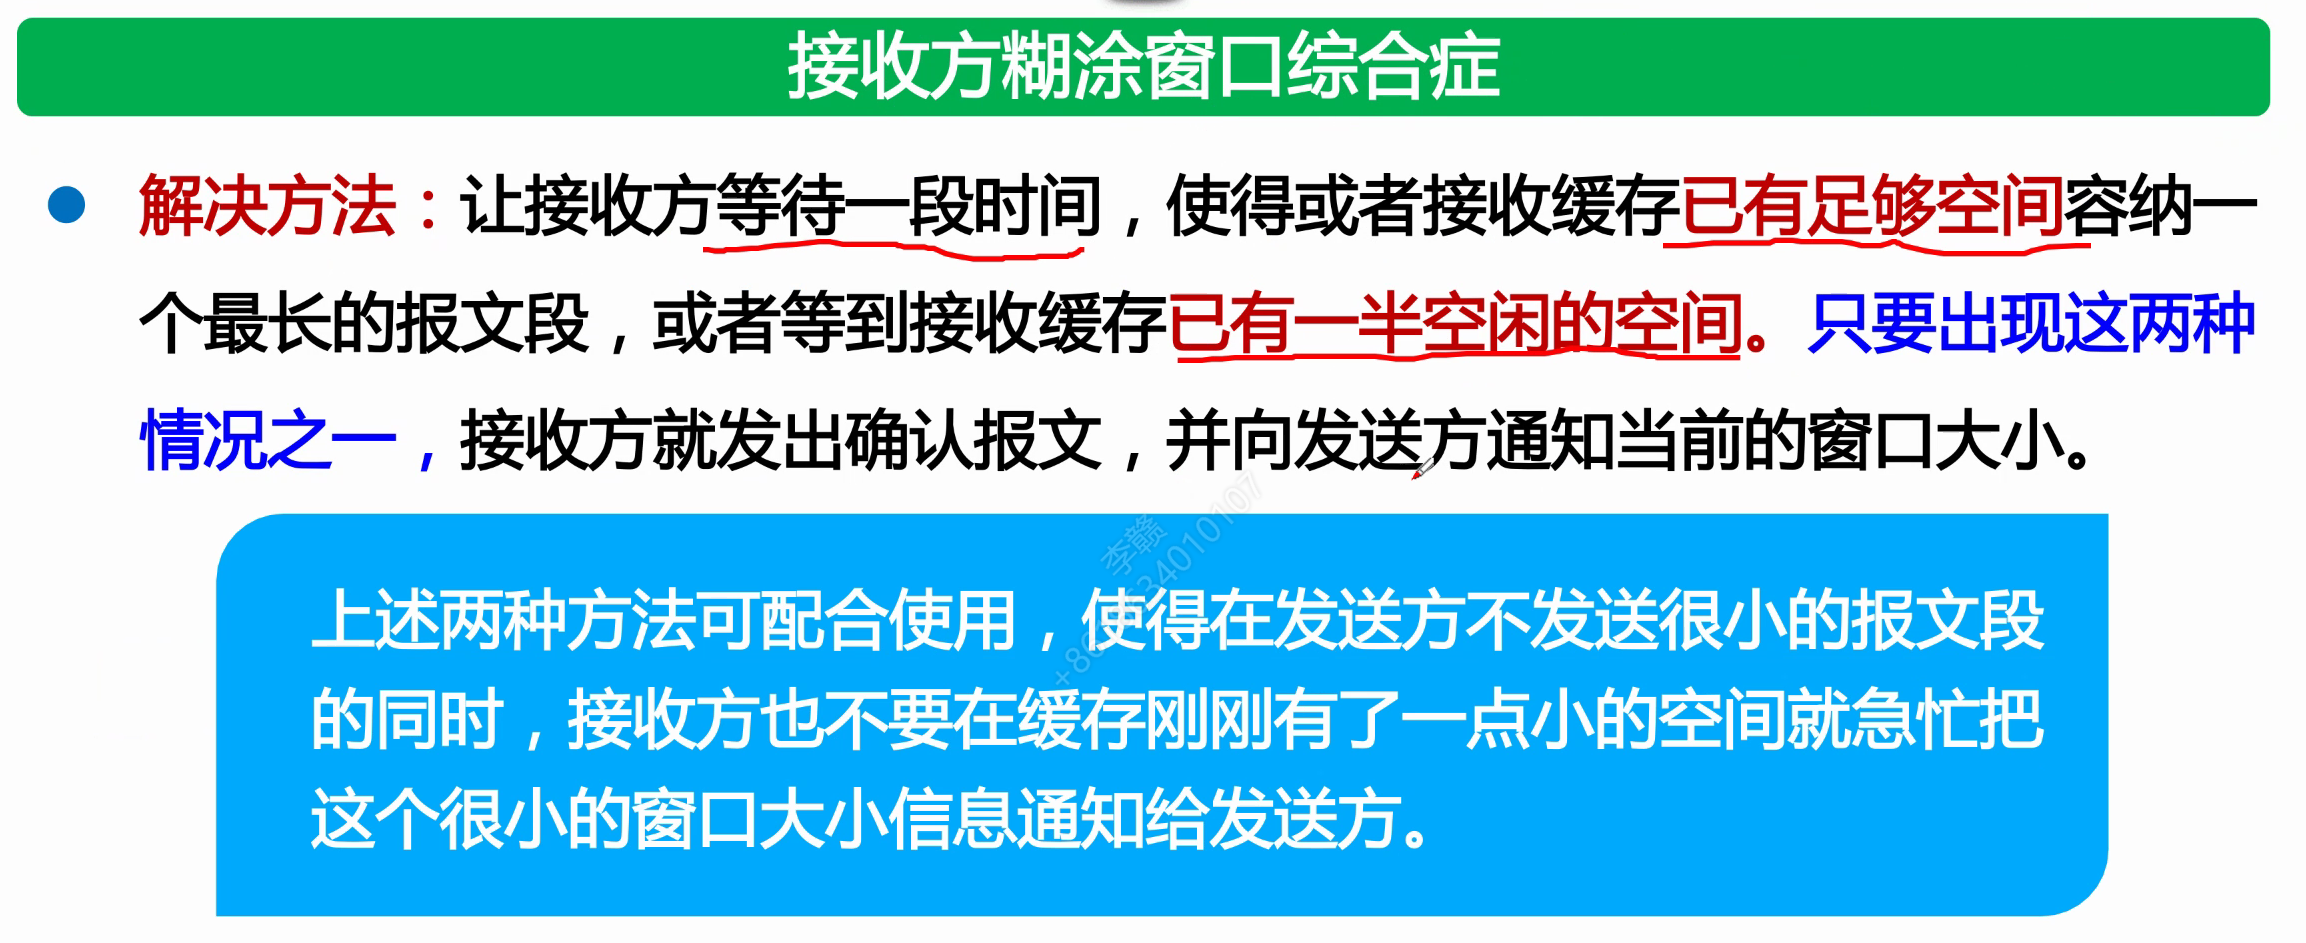 接收方糊涂窗口综合症
解决方法：让接收方等待一段时间，使得或者接收缓存已有足够空间容纳一
个最长的报文段，或者等到接收缓存已有一半空闲的空间。只要出现这两种
情况之一，接收方就发出确认报文，并向发送方通知当前的窗口大小。
上述两种方法可配合使用，使得在发送方不发送很小的报文段
的同时，接收方也不要在缓存刚刚有了一点小的空间就急忙把
这个很小的窗口大小信息通知给发送方。
李赣